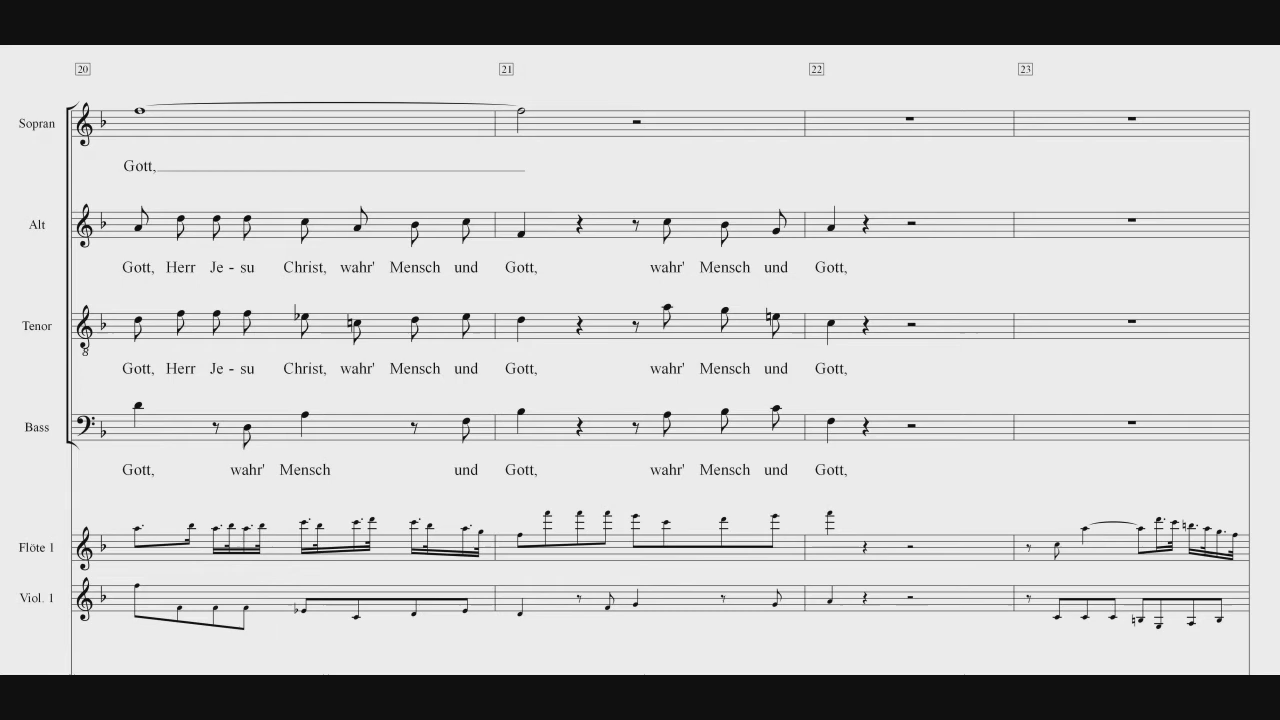 20 21 22 23
Sopran
Gott,
Alt
Gott, Herr Je - su Christ, wahr' Mensch und Gott, wahr' Mensch und Gott,
Tenor
8
Gott, Herr Je - su Christ, wahr' Mensch und Gott, wahr' Mensch und Gott,
Bass
Gott, wahr' Mensch und Gott, wahr' Mensch und Gott,
Flöte 1
Viol. 1